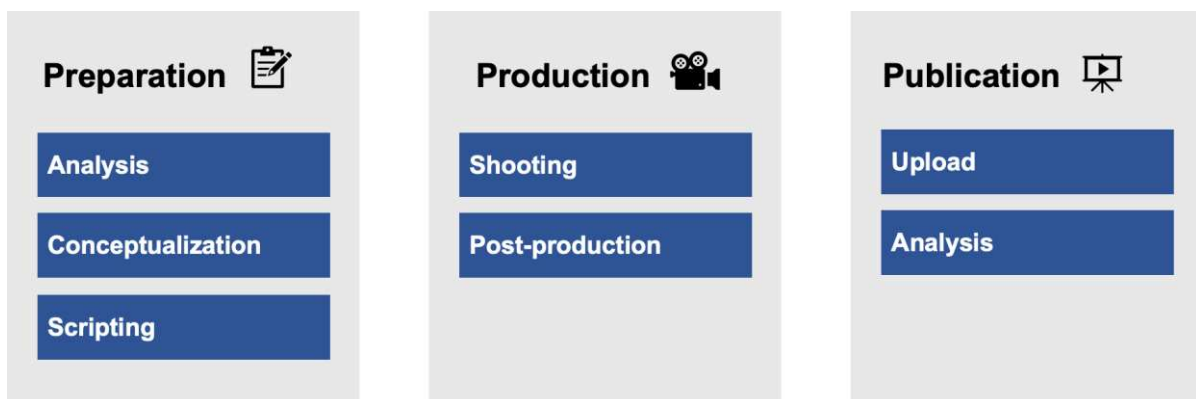 Preparation
Analysis
Conceptualization
Scripting
Production
Shooting
Post-production
Publication
Upload
Analysis